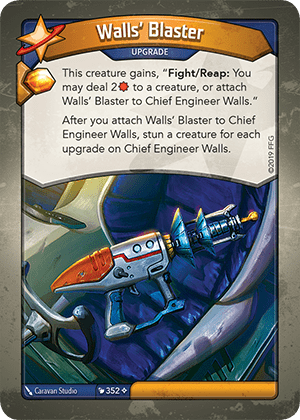 Walls’ Blaster
UPGRADE
This creature gains, “Fight/Reap: You
may deal 2 to a creature, or attach
Walls’ Blaster to Chief Engineer Walls.”
After you attach Walls’ Blaster to Chief
Engineer Walls, stun a creature for each
upgrade on Chief Engineer Walls.
©2019 FFG
Caravan Studio
352